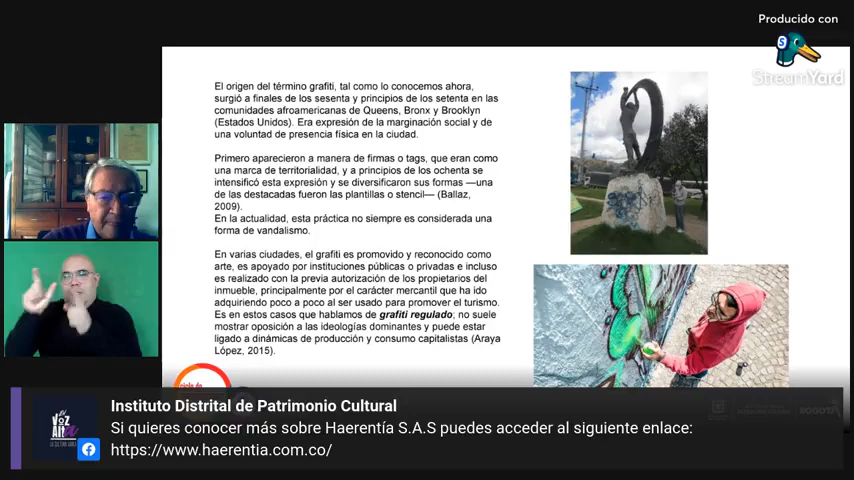 Producido con
StreamYard
El origen del término grafiti, tal como lo conocemos ahora,
surgió a finales de los sesenta y principios de los setenta en las
comunidades afroamericanas de Queens, Bronx y Brooklyn
(Estados Unidos). Era expresión de la marginación social y de
una voluntad de presencia física en la ciudad.
Primero aparecieron a manera de firmas o tags, que eran como
una marca de territorialidad, y a principios de los ochenta se
intensificó esta expresión y se diversificaron sus formas —una
de las destacadas fueron las plantillas o stencil— (Ballaz,
2009).
En la actualidad, esta práctica no siempre es considerada una
forma de vandalismo.
En varias ciudades, el grafiti es promovido y reconocido como
arte, es apoyado por instituciones públicas o privadas e incluso
es realizado con la previa autorización de los propietarios del
inmueble, principalmente por el carácter mercantil que ha ido
adquiriendo poco a poco al ser usado para promover el turismo.
Es en estos casos que hablamos de grafiti regulado; no suele
mostrar oposición a las ideologías dominantes y puede estar
ligado a dinámicas de producción y consumo capitalistas (Araya
López, 2015).
BOGOTÁ
EN
VOZ
Alta
Instituto Distrital de Patrimonio Cultural
Si quieres conocer más sobre Haerentía S.A.S puedes acceder al siguiente enlace:
https://www.haerentia.com.co/